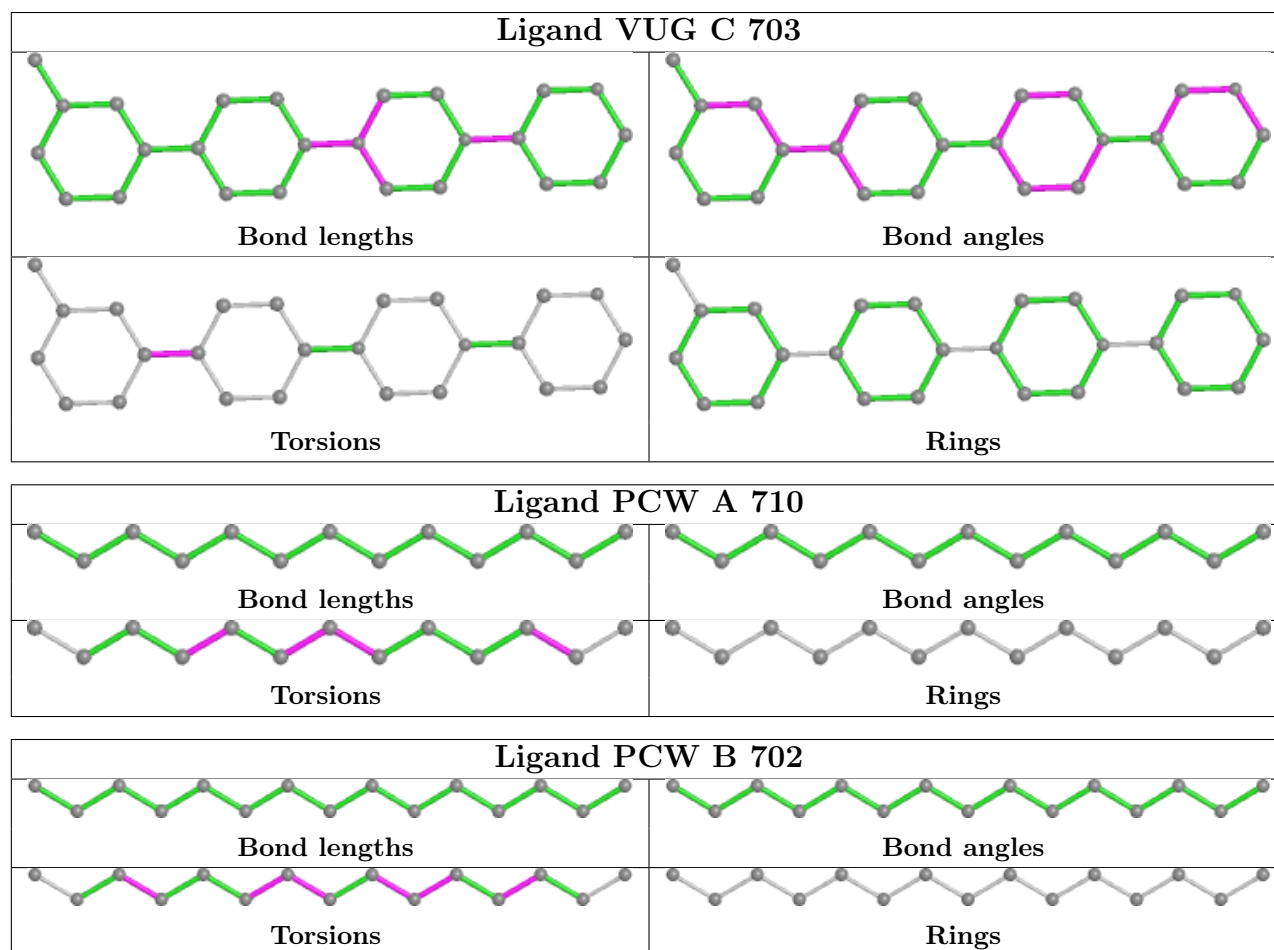 Ligand VUG C 703
Bond lengths
Bond angles
Torsions
Rings
Ligand PCW A 710
Bond lengths
Bond angles
Torsions
Rings
Ligand PCW B 702
Bond lengths
Bond angles
Torsions
Rings